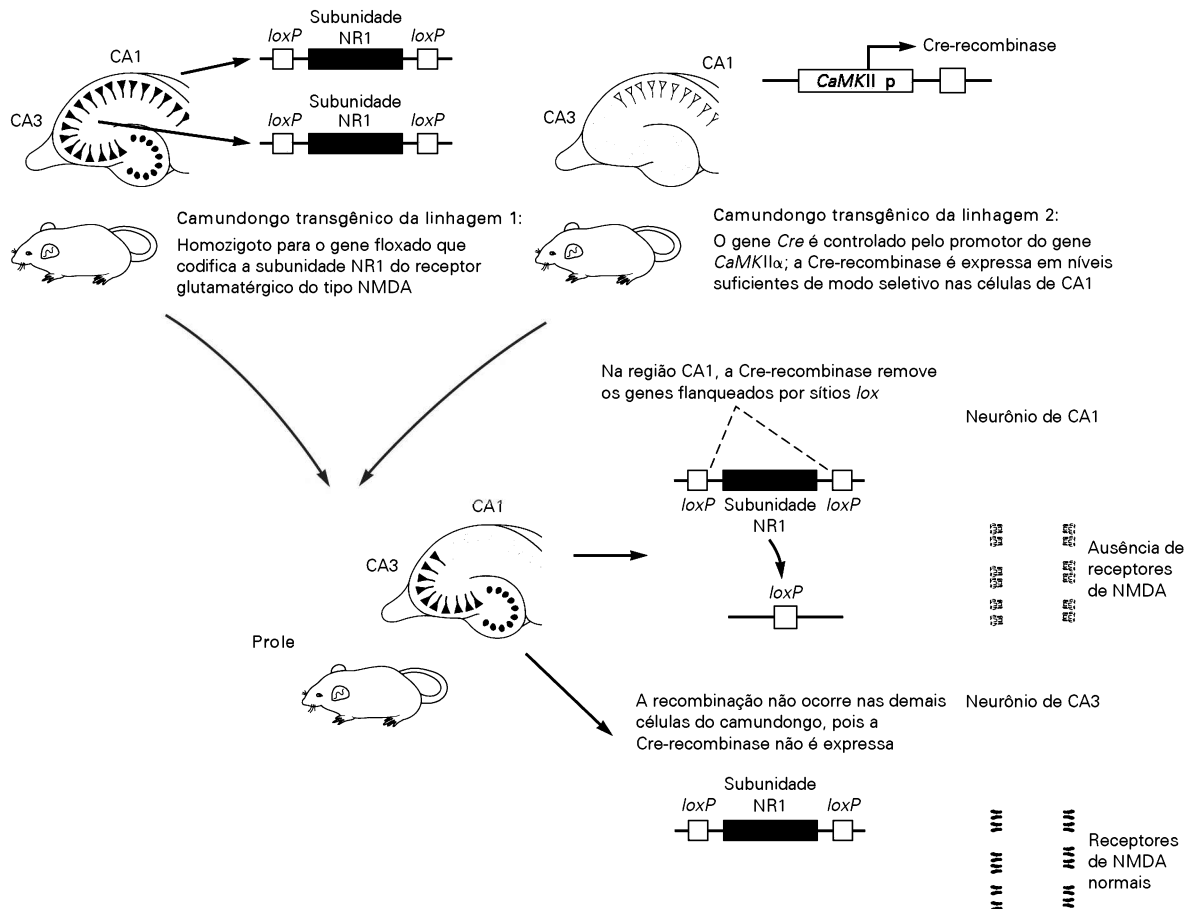 Subunidade
loxP NR1 loxP
CA1
CA3
Subunidade
loxP NR1 loxP
Camundongo transgênico da linhagem 1:
Homozigoto para o gene floxado que
codifica a subunidade NR1 do receptor
glutamatérgico do tipo NMDA
Cre-recombinase
CaMKII p
CA1
CA3
Camundongo transgênico da linhagem 2:
O gene Cre é controlado pelo promotor do gene
CaMKIIα; a Cre-recombinase é expressa em níveis
suficientes de modo seletivo nas células de CA1
Na região CA1, a Cre-recombinase remove
os genes flanqueados por sítios lox
Neurônio de CA1
loxP Subunidade loxP
NR1
loxP
Ausência de
receptores
de NMDA
CA1
CA3
Prole
A recombinação não ocorre nas demais
células do camundongo, pois a
Cre-recombinase não é expressa
Neurônio de CA3
Subunidade
loxP NR1 loxP
Receptores
de NMDA
normais